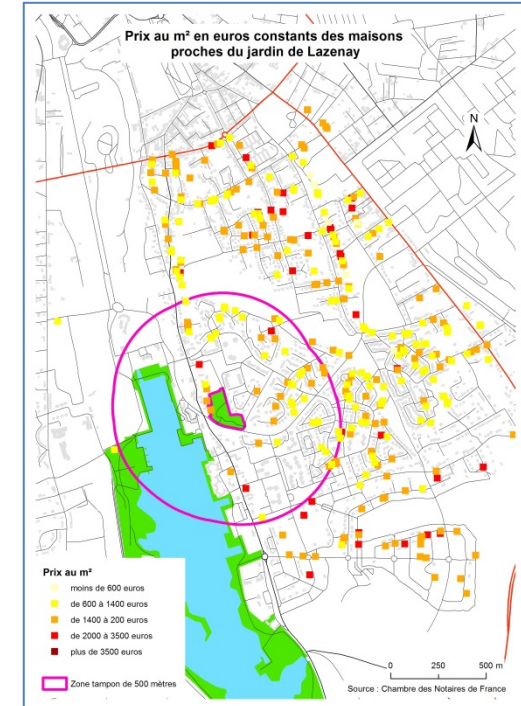 Prix au m² en euros constants des maisons
proches du jardin de Lazenay
N
Prix au m²
moins de 600 euros
de 600 à 1400 euros
de 1400 à 200 euros
de 2000 à 3500 euros
plus de 3500 euros
Zone tampon de 500 mètres
0 250 500 m
Source : Chambre des Notaires de France